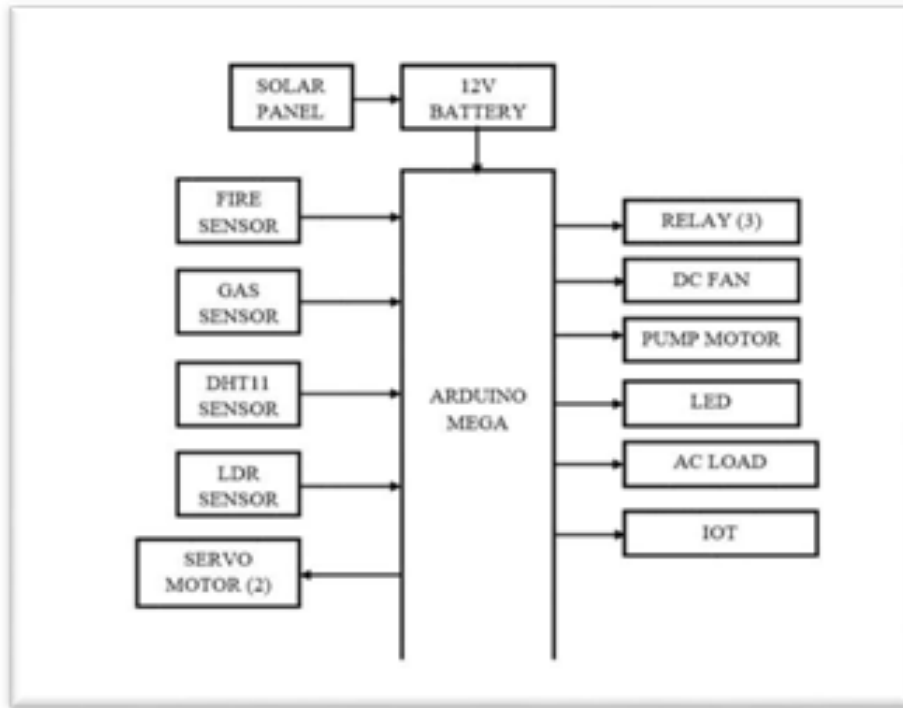 SOLAR
PANEL
12V
BATTERY
FIRE
SENSOR
GAS
SENSOR
DHT11
SENSOR
LDR
SENSOR
SERVO
MOTOR (2)
ARDUINO
MEGA
RELAY (3)
DC FAN
PUMP MOTOR
LED
AC LOAD
IOT